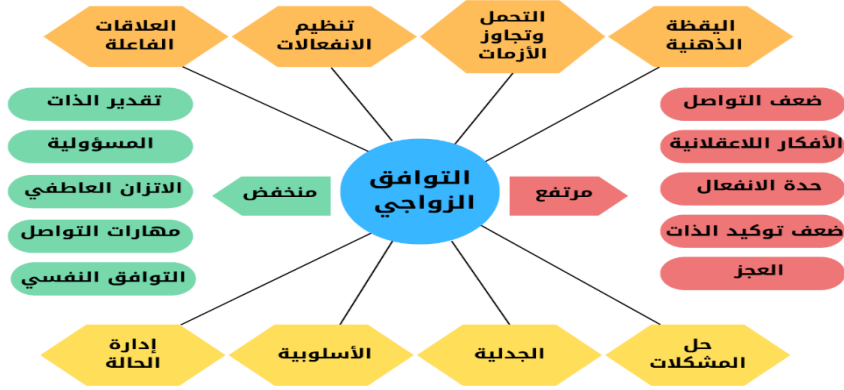 اليقظة
الذهنية
التحمل
وتجاوز
الأزمات
تنظيم
الانفعالات
العلاقات
الفاعلة
ضعف التواصل
الأفكار اللاعقلانية
حدة الانفعال
ضعف توكيد الذات
العجز
مرتفع
التوافق
الزواجي
منخفض
تقدير الذات
المسؤولية
الاتزان العاطفي
مهارات التواصل
التوافق النفسي
حل
المشكلات
الجدلية
الأسلوبية
إدارة
الحالة